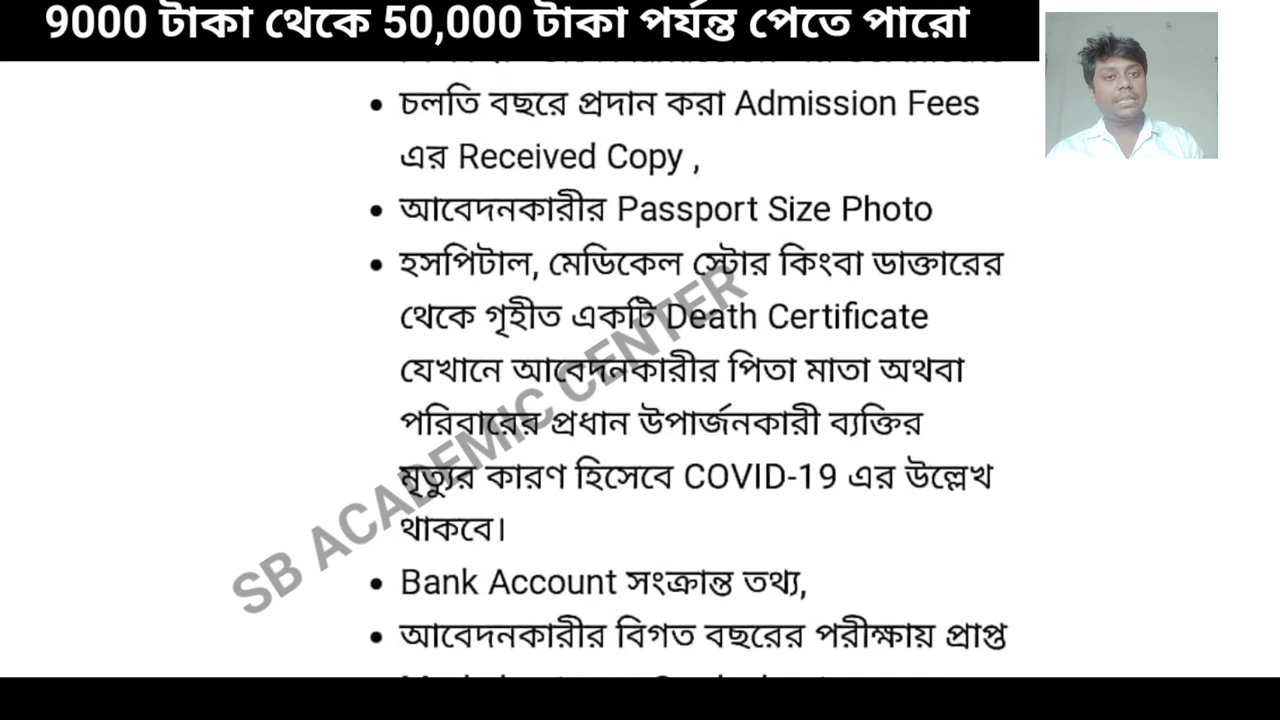 9000 টাকা থেকে 50,000 টাকা পর্যন্ত পেতে পারো
• চলতি বছরে প্রদান করা Admission Fees
এর Received Copy ,
• আবেদনকারীর Passport Size Photo
• হসপিটাল, মেডিকেল স্টোর কিংবা ডাক্তারের
থেকে গৃহীত একটি Death Certificate
যেখানে আবেদনকারীর পিতা মাতা অথবা
পরিবারের প্রধান উপার্জনকারী ব্যক্তির
মৃত্যুর কারণ হিসেবে COVID-19 এর উল্লেখ
থাকবে।
• Bank Account সংক্রান্ত তথ্য,
• আবেদনকারীর বিগত বছরের পরীক্ষায় প্রাপ্ত
SB ACADEMIC CENTER